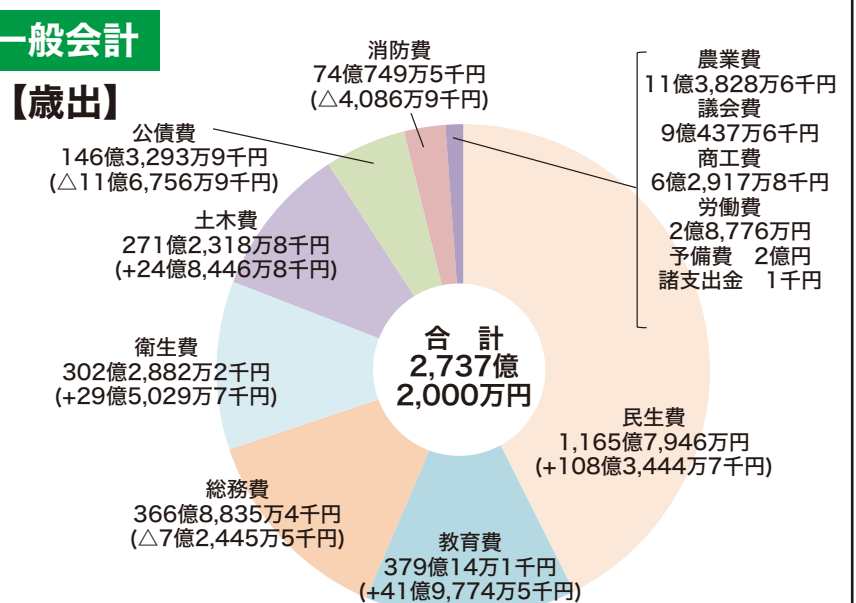 一般会計
【歳出】
消防費
74億749万5千円
(△4,086万9千円)
公債費
146億3,293万9千円
(△11億6,756万9千円)
土木費
271億2,318万8千円
(+24億8,446万8千円)
衛生費
302億2,882万2千円
(+29億5,029万7千円)
総務費
366億8,835万4千円
(△7億2,445万5千円)
教育費
379億14万1千円
(+41億9,774万5千円)
民生費
1,165億7,946万円
(+108億3,444万7千円)
合 計
2,737億
2,000万円
農業費
11億3,828万6千円
議会費
9億437万6千円
商工費
6億2,917万8千円
労働費
2億8,776万円
予備費 2億円
諸支出金 1千円